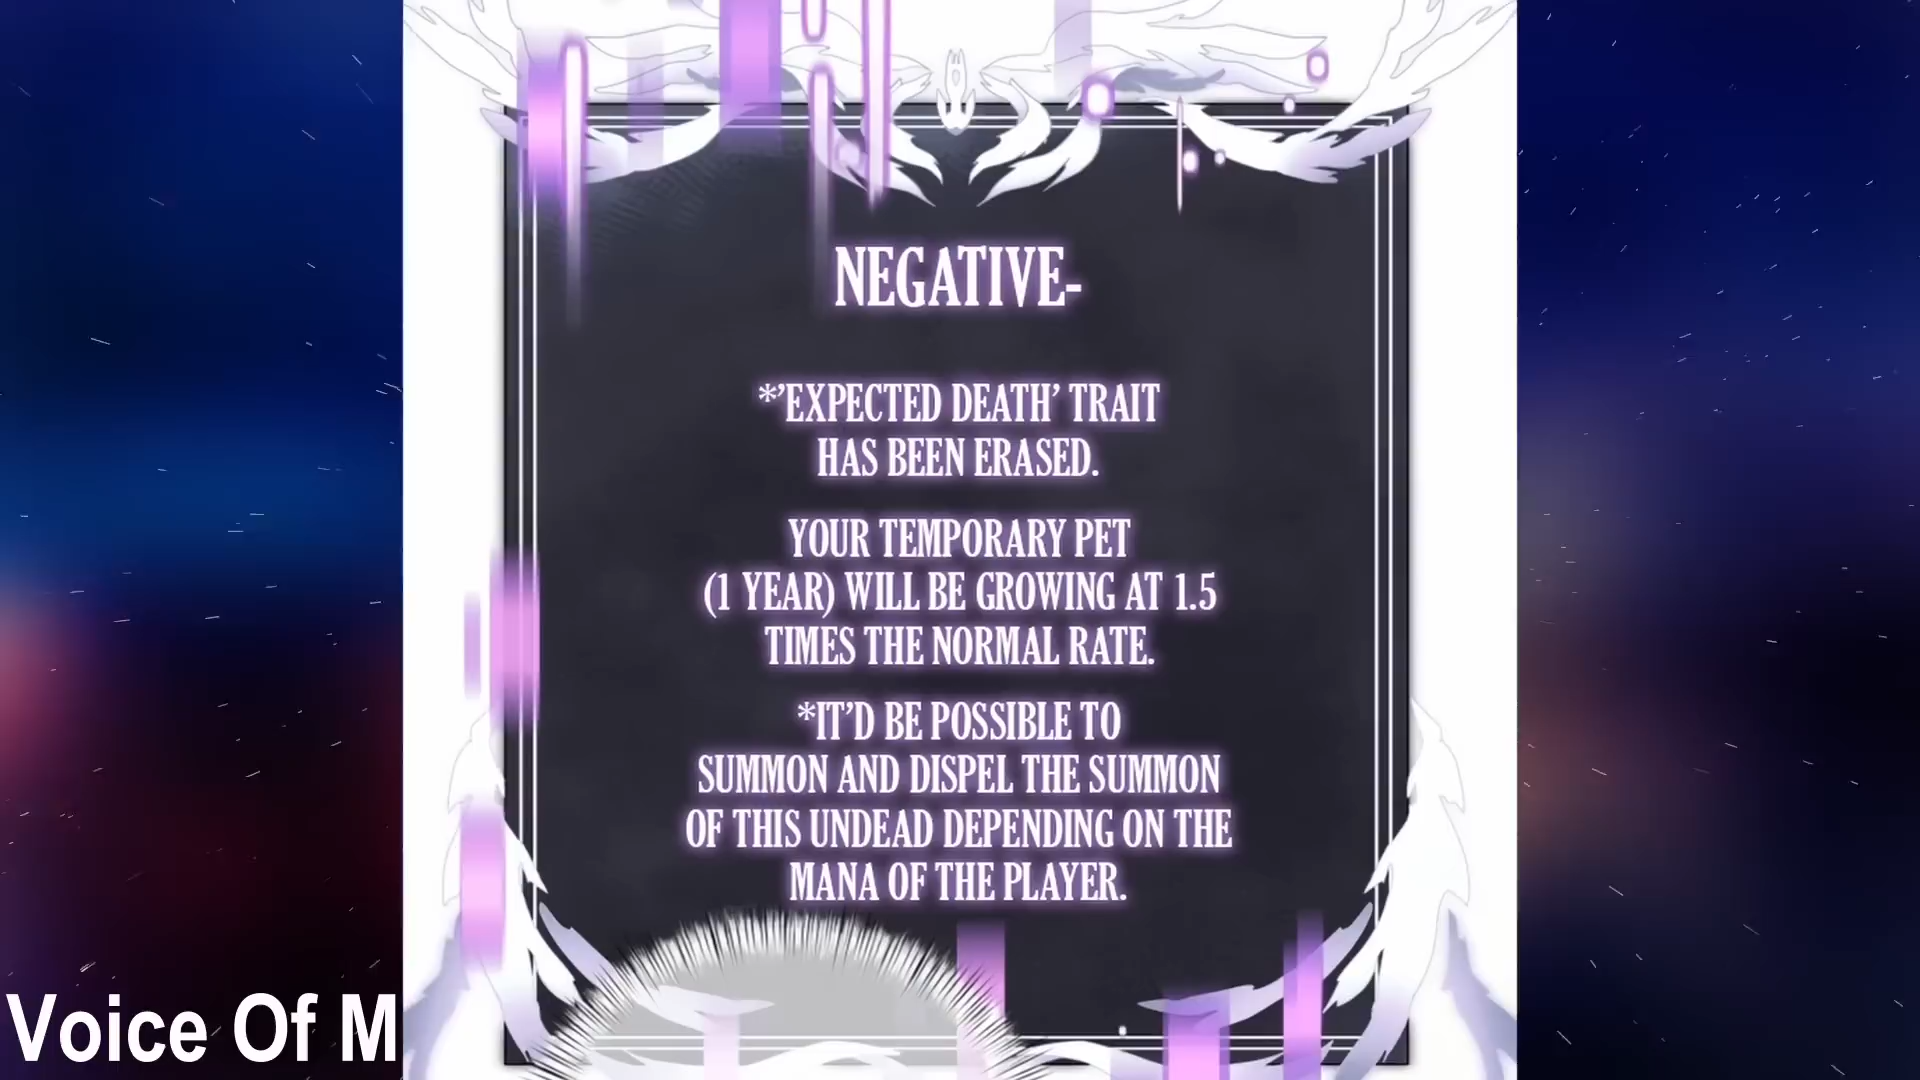 NEGATIVE-
*'EXPECTED DEATH' TRAIT
HAS BEEN ERASED.
YOUR TEMPORARY PET
(1 YEAR) WILL BE GROWING AT 1.5
TIMES THE NORMAL RATE.
*IT'D BE POSSIBLE TO
SUMMON AND DISPEL THE SUMMON
OF THIS UNDEAD DEPENDING ON THE
MANA OF THE PLAYER.
Voice Of M